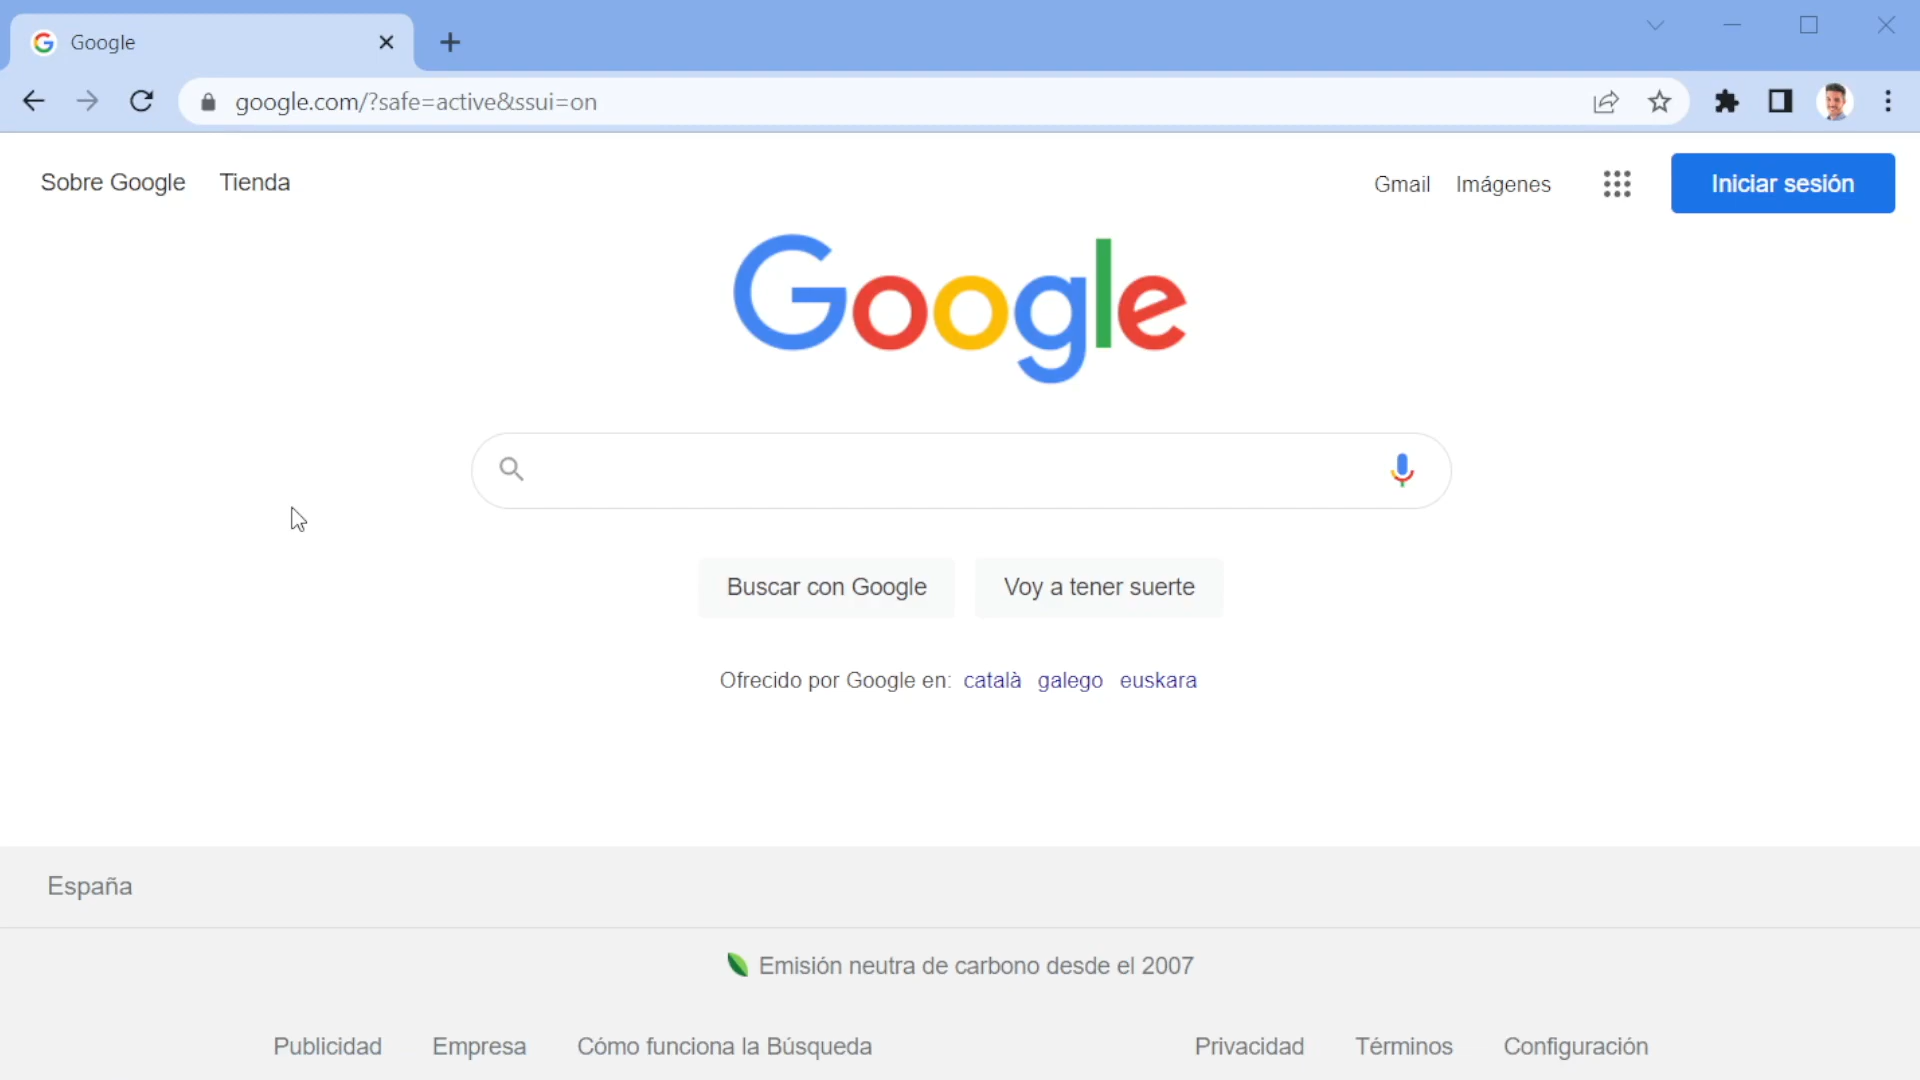 Google
google.com/?safe=active&ssui=on
Sobre Google Tienda
Gmail Imágenes Iniciar sesión
Google
Buscar con Google Voy a tener suerte
Ofrecido por Google en: català galego euskara
España
Emisión neutra de carbono desde el 2007
Publicidad Empresa Cómo funciona la Búsqueda Privacidad Términos Configuración